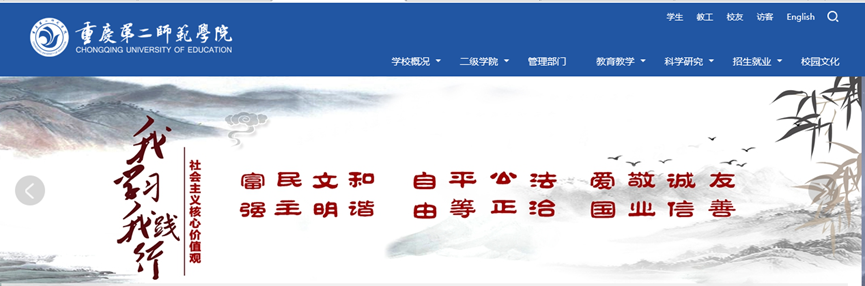 学生 教工 校友 访客 English
重庆第二师范學院
CHONGQING UNIVERSITY OF EDUCATION
学校概况 二级学院 管理部门 教育教学 科学研究 招生就业 校园文化
我学习
我践行
社会主义核心价值观
富强 民主 文明 和谐 自由 平等 公正 法治 爱国 敬业 诚信 友善